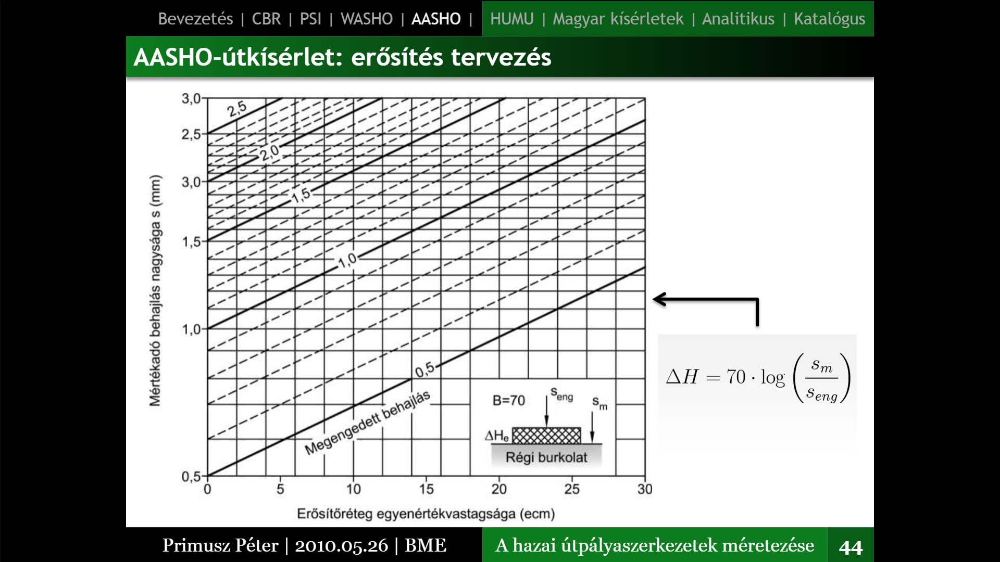 Bevezetés | CBR | PSI | WASHO | AASHO | HUMU | Magyar kísérletek | Analitikus | Katalógus
AASHO-útkísérlet: erősítés tervezés
Mértékadó behajlás nagysága s (mm)
3,0
2,5
3,0
1,5
1,0
0,5
2,5
2,0
1,5
1,0
0,5
Megengedett behajlás
B=70
s_eng
s_m
ΔH_e
Régi burkolat
0 5 10 15 20 25 30
Erősítőréteg egyenértékvastagsága (ecm)
ΔH = 70 · log (s_m / s_eng)
Primusz Péter | 2010.05.26 | BME
A hazai útpályaszerkezetek méretezése
44